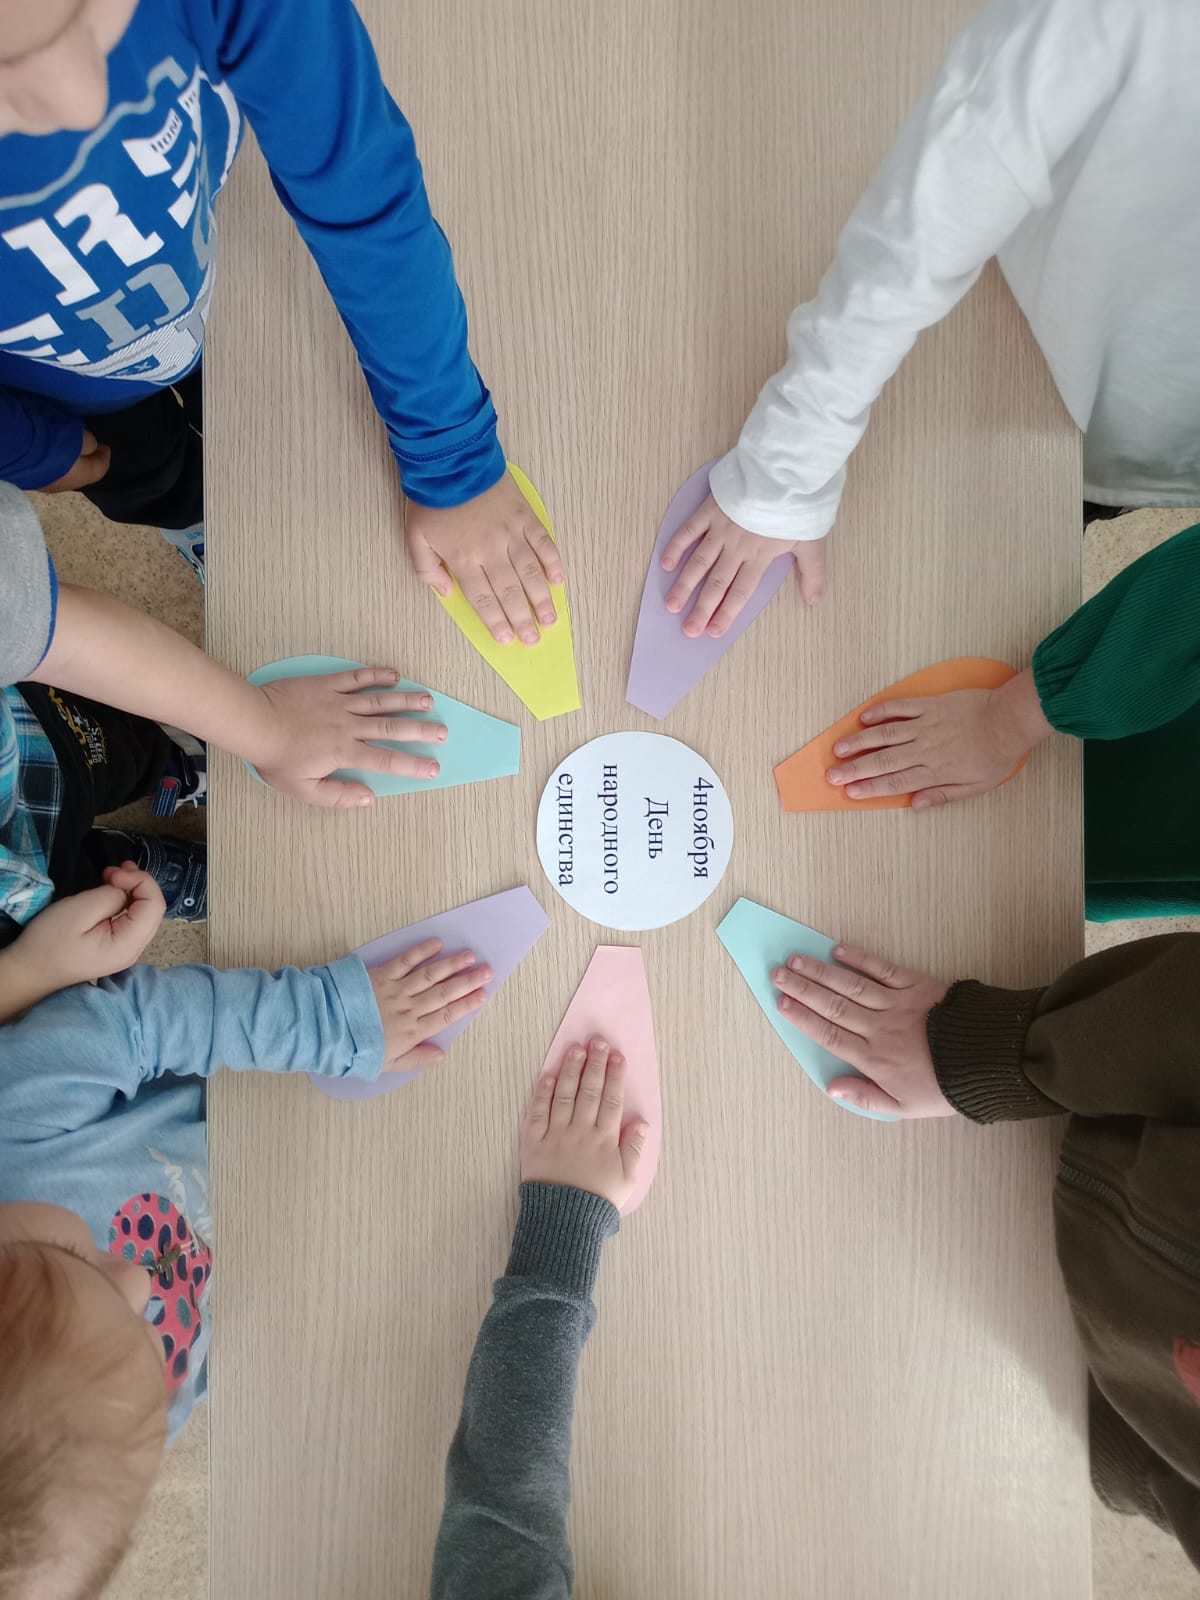 4ноября
День
народного
единства